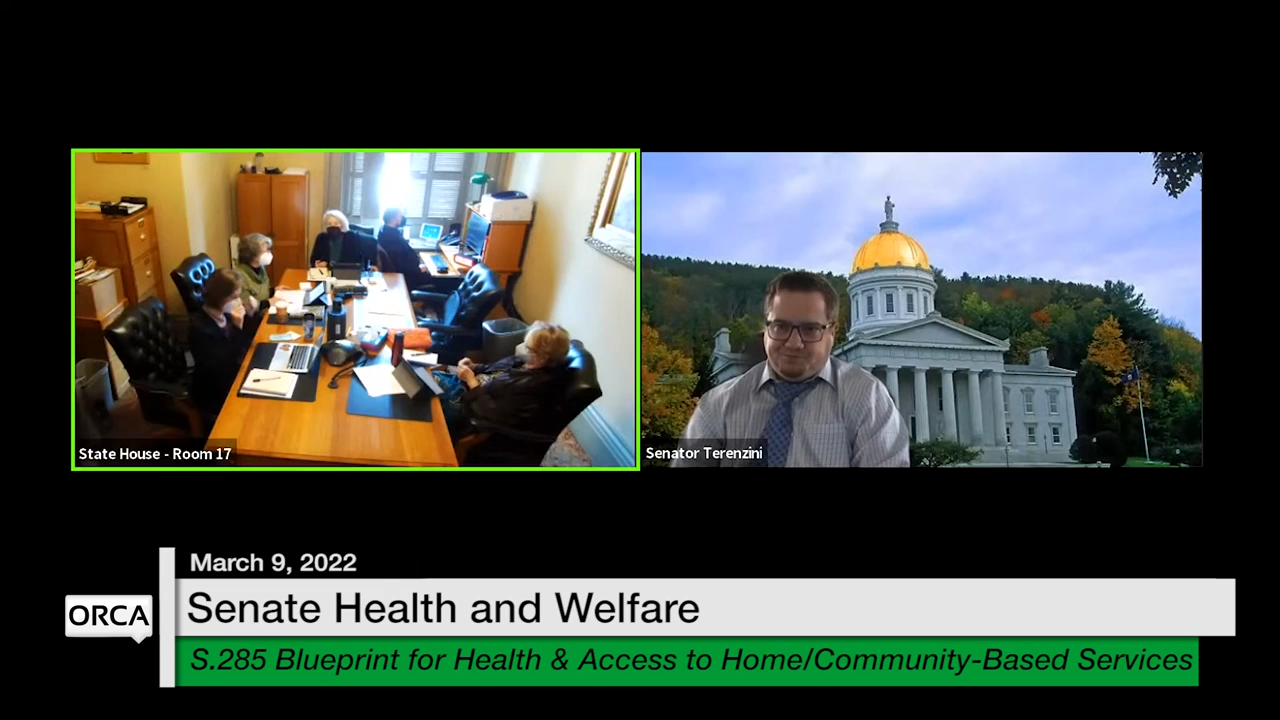 State House - Room 17
Senator Terenzini
March 9, 2022
ORCA
Senate Health and Welfare
S.285 Blueprint for Health & Access to Home/Community-Based Services